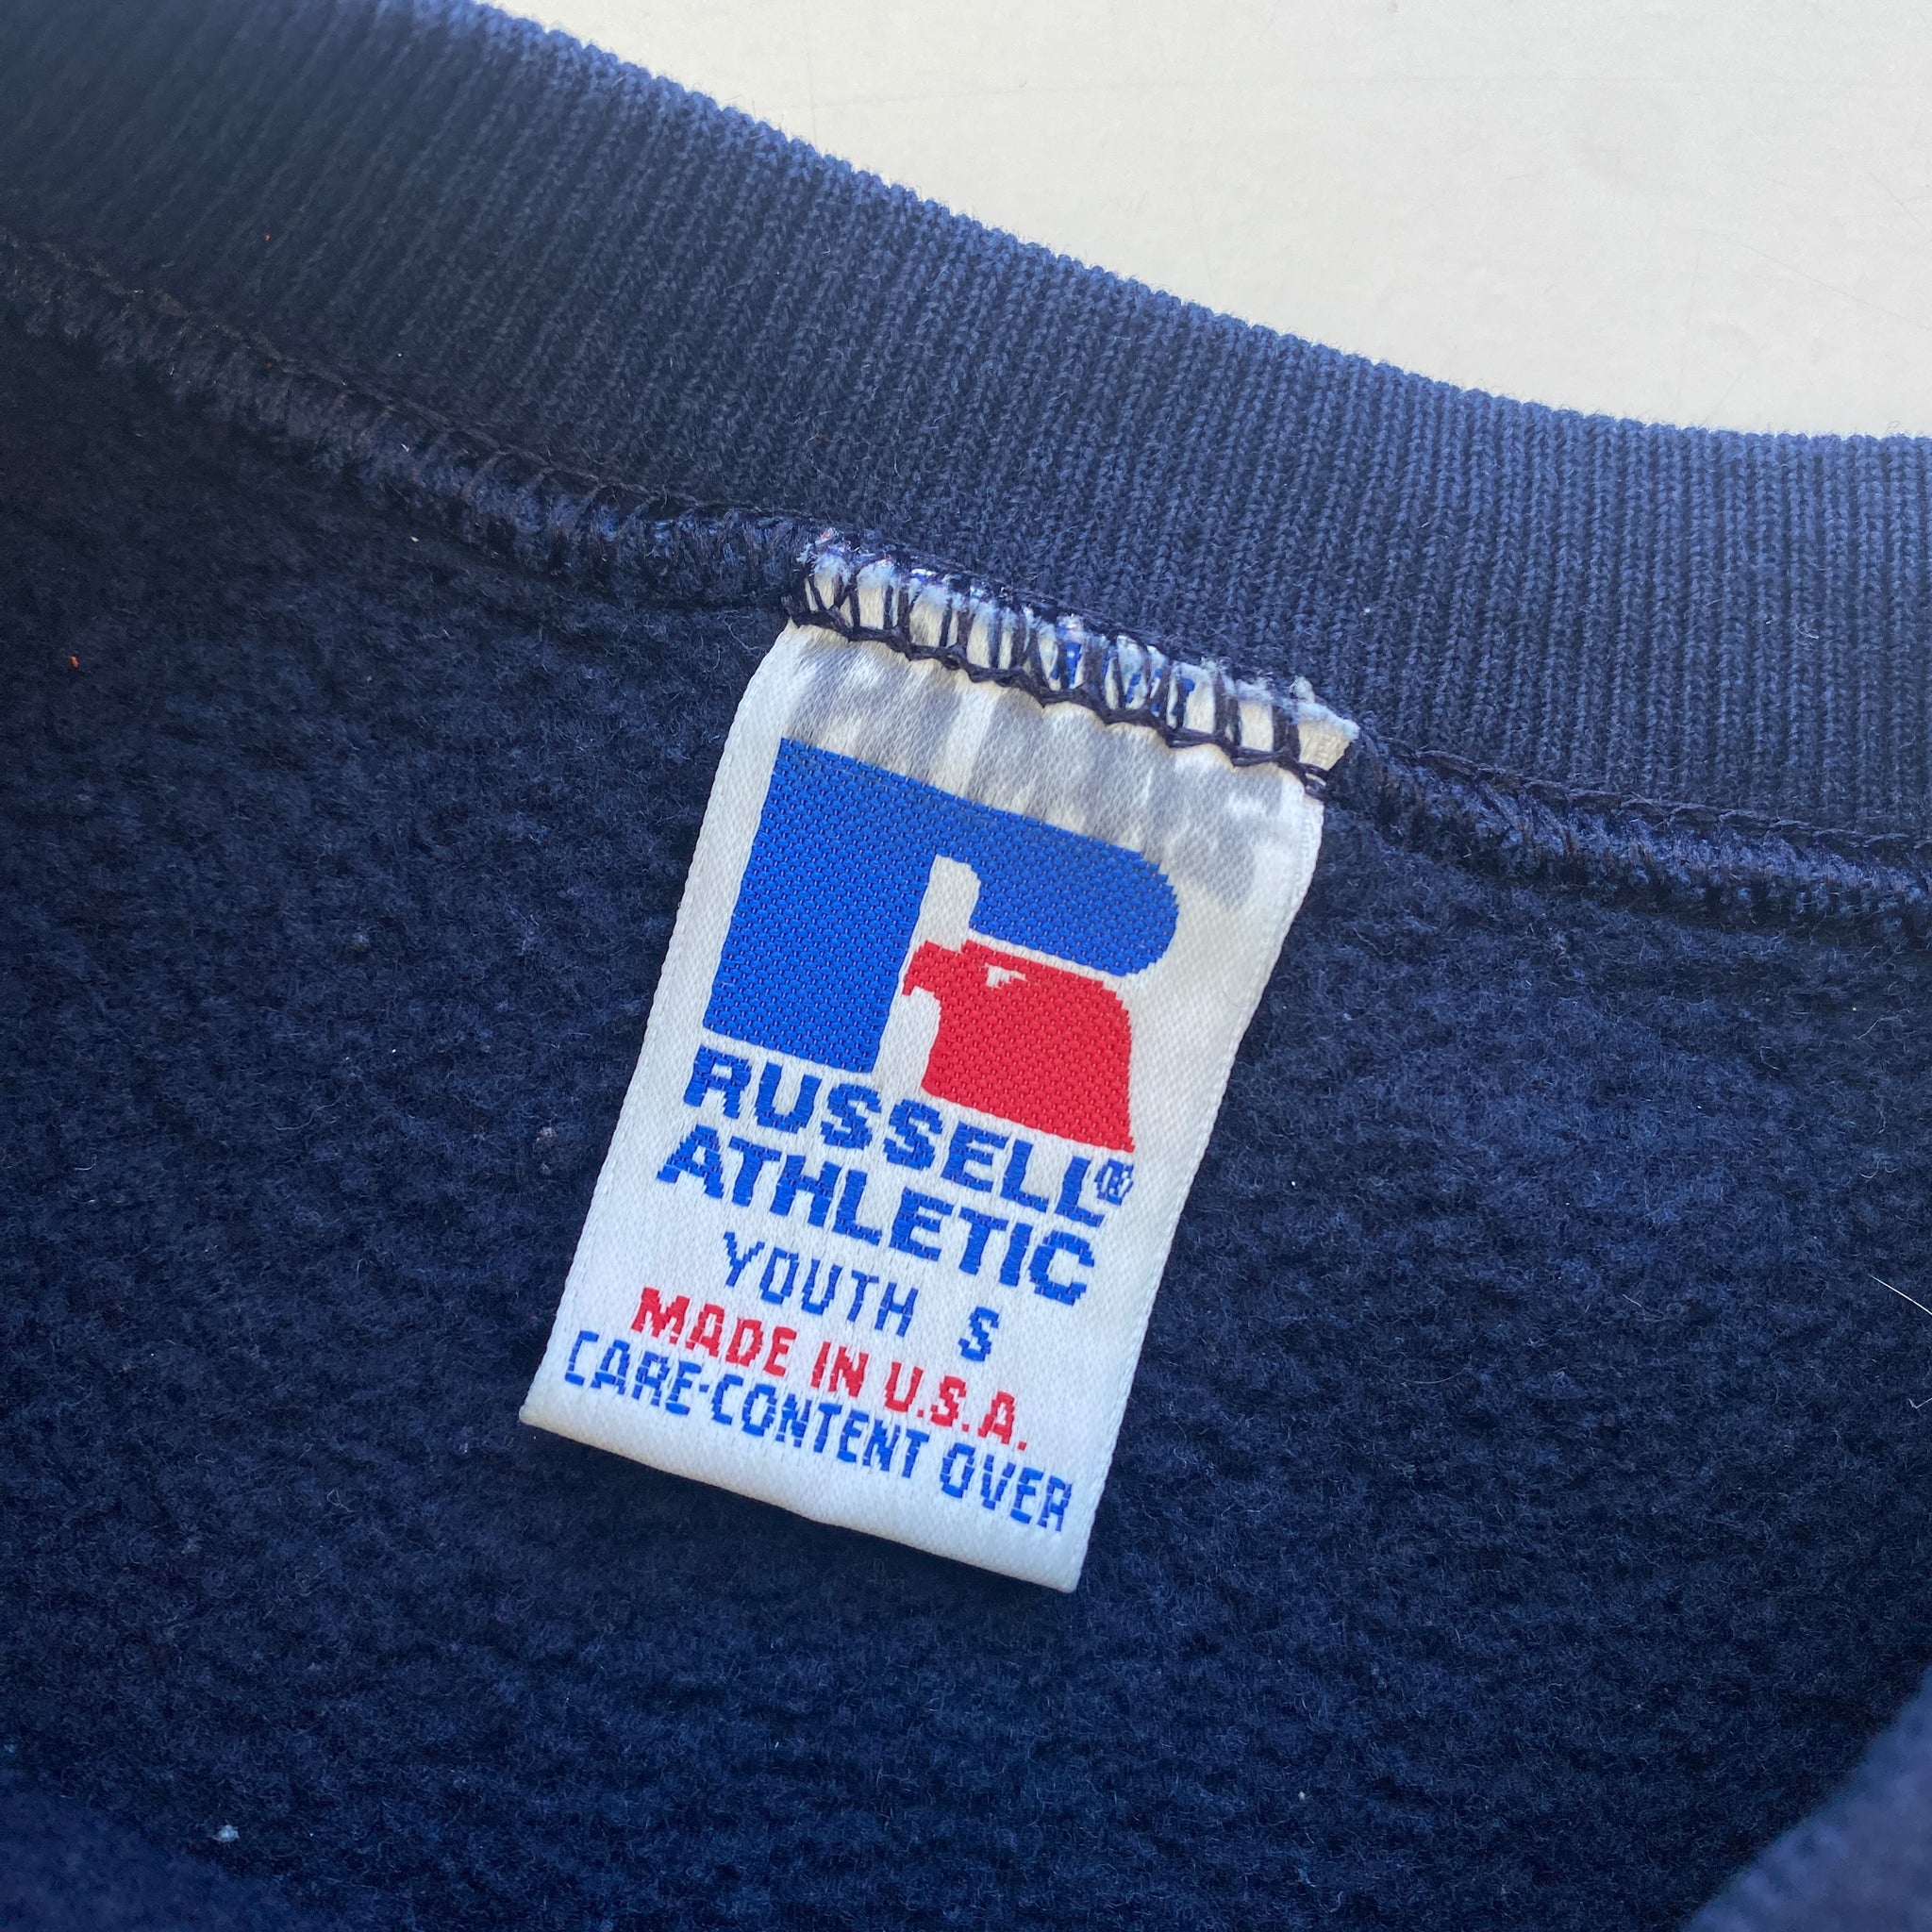 RUSSELL®
ATHLETIC
YOUTH S
MADE IN U.S.A.
CARE-CONTENT OVER